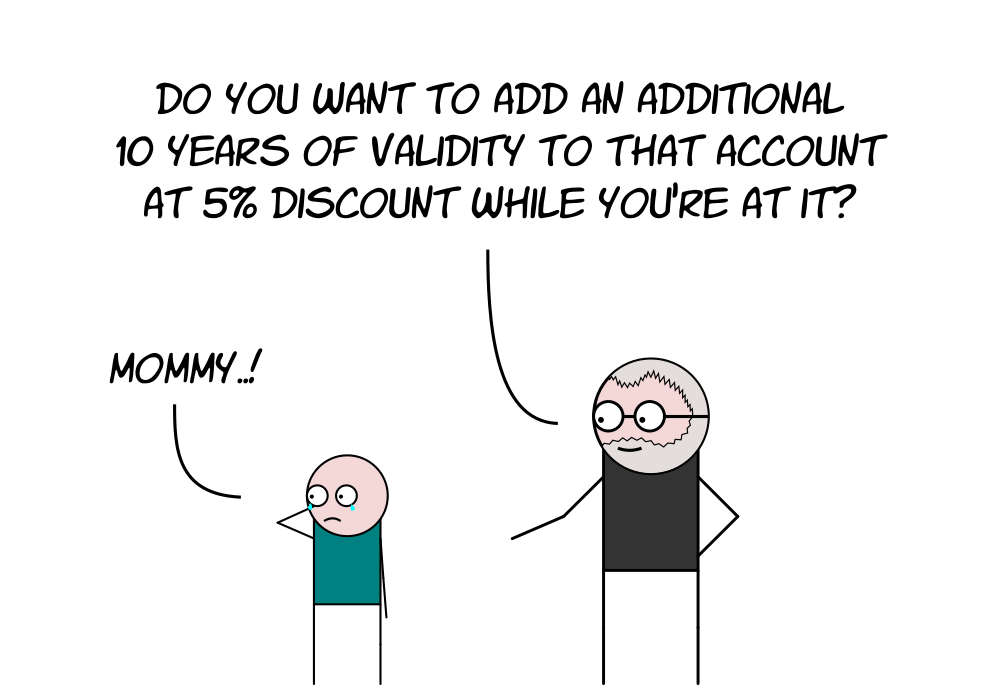 DO YOU WANT TO ADD AN ADDITIONAL
10 YEARS OF VALIDITY TO THAT ACCOUNT
AT 5% DISCOUNT WHILE YOU'RE AT IT?
MOMMY..!